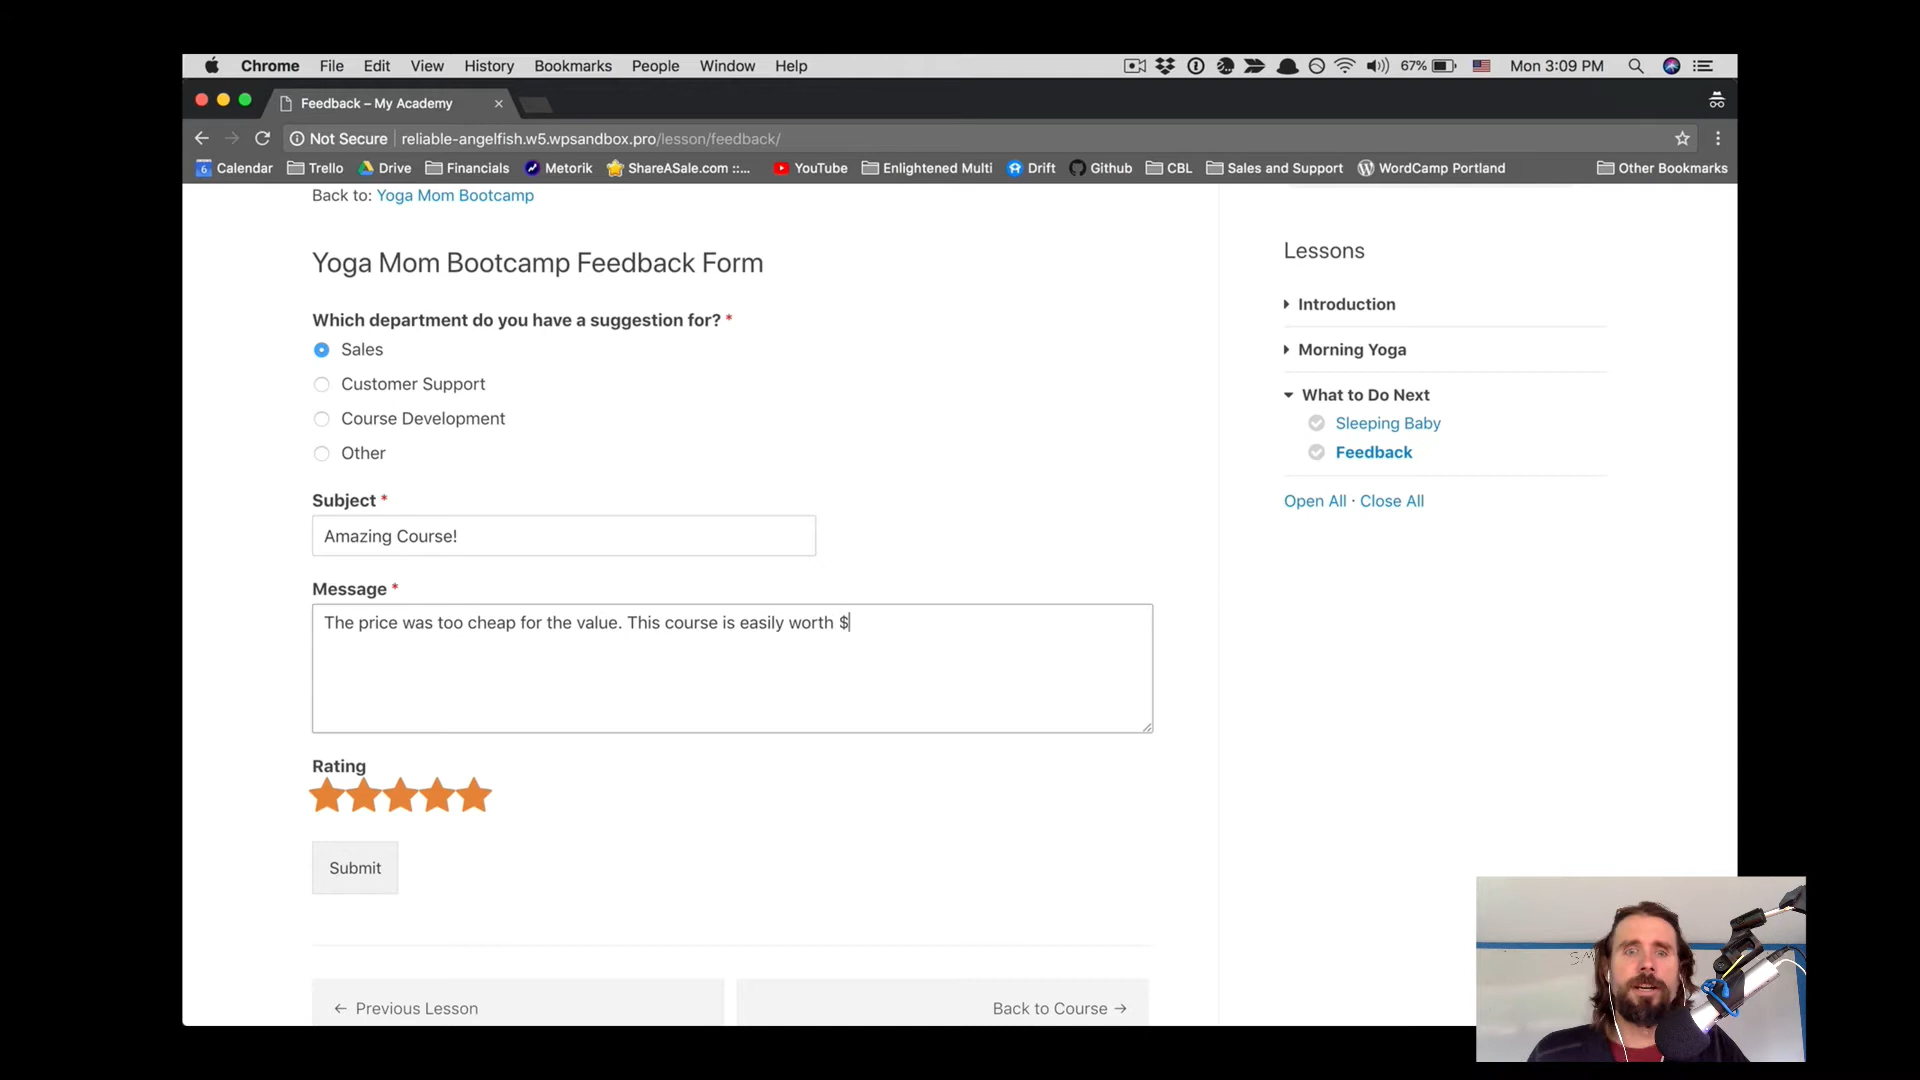 Chrome File Edit View History Bookmarks People Window Help 67% Mon 3:09 PM
Feedback – My Academy
Not Secure reliable-angelfish.w5.wpsandbox.pro/lesson/feedback/
6 Calendar Trello Drive Financials Metorik ShareASale.com ::... YouTube Enlightened Multi Drift Github CBL Sales and Support WordCamp Portland Other Bookmarks
Back to: Yoga Mom Bootcamp
Yoga Mom Bootcamp Feedback Form
Which department do you have a suggestion for? *
Sales
Customer Support
Course Development
Other
Subject *
Amazing Course!
Message *
The price was too cheap for the value. This course is easily worth $
Rating
Submit
← Previous Lesson
Back to Course →
Lessons
Introduction
Morning Yoga
What to Do Next
Sleeping Baby
Feedback
Open All · Close All